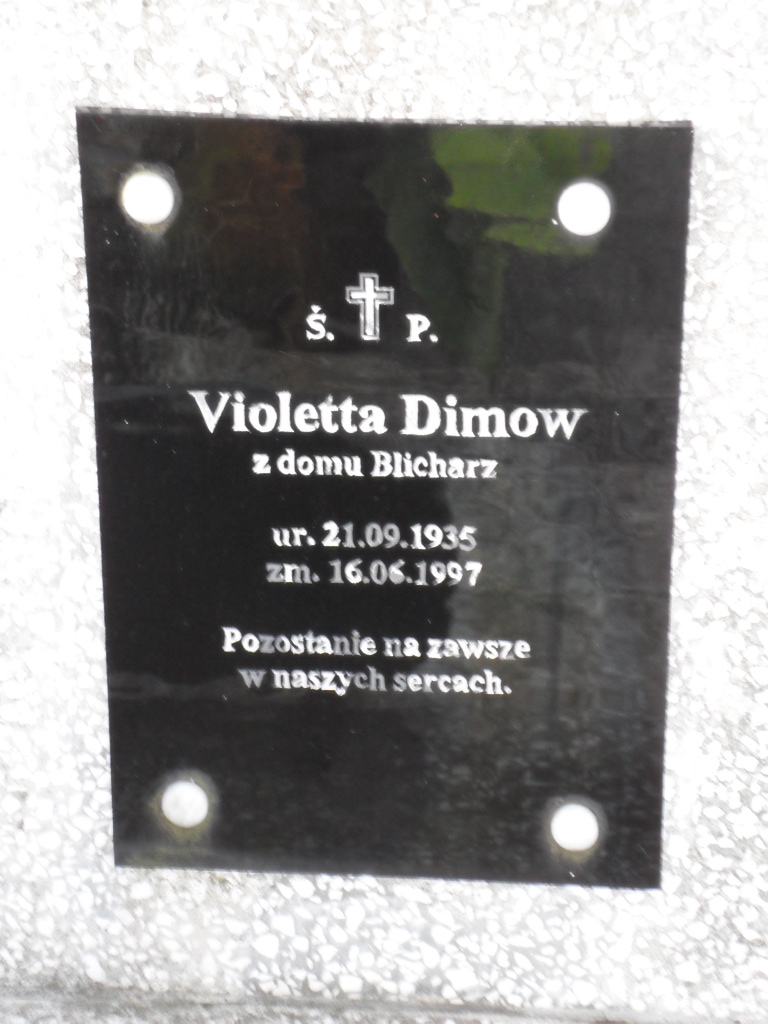 Š. P.
Violetta Dimow
z domu Blicharz
ur. 21.09.1935
zm. 16.06.1997
Pozostanie na zawsze
w naszych sercach.